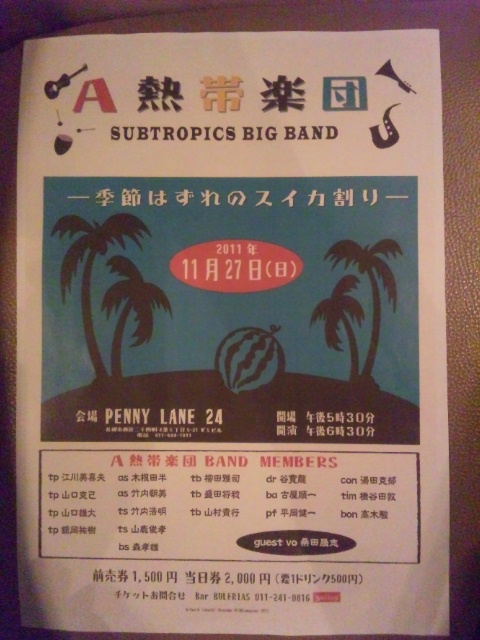 A熱帯楽団
SUBTROPICS BIG BAND
―季節はずれのスイカ割り―
2011年
11月27日(日)
会場 PENNY LANE 24
開場 午後5時30分
開演 午後6時30分
A熱帯楽団 BAND MEMBERS
tp 江川美喜夫 as 木根田半 tb 柳田雅司 dr 谷寛龍 con 湯田克郎
tp 山口克己 as 竹内朝美 tb 盛田将裁 ba 古屋順一 tim 磯谷田敦
tp 山口雄大 ts 竹内浩明 tb 山村貴行 pf 平岡健一 bon 高木駿
tp 鶴岡祐樹 ts 山鹿俊孝
bs 森孝雄
guest vo 桑田晶志
前売券 1,500円 当日券 2,000円 (要1ドリンク500円)
チケットお問合せ Bar BULERIAS 011-241-0816